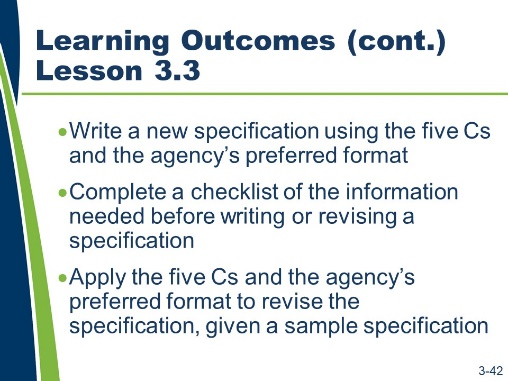 Learning Outcomes (cont.)
Lesson 3.3
•Write a new specification using the five Cs
and the agency’s preferred format
•Complete a checklist of the information
needed before writing or revising a
specification
•Apply the five Cs and the agency’s
preferred format to revise the
specification, given a sample specification
3-42